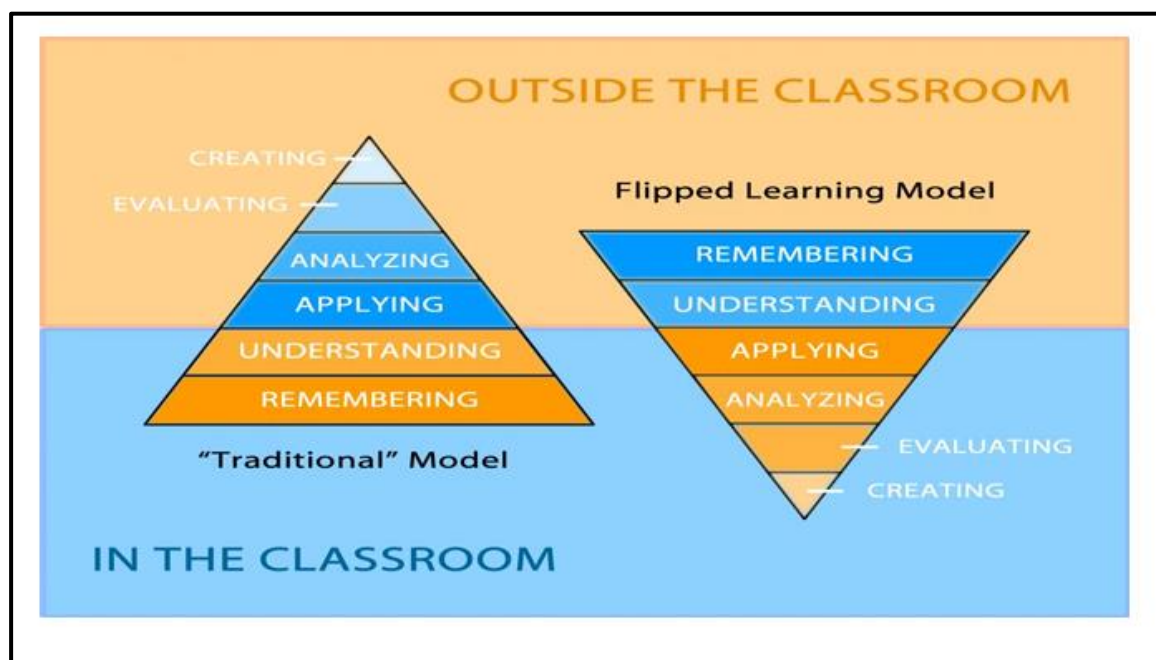 OUTSIDE THE CLASSROOM
CREATING
EVALUATING
ANALYZING
APPLYING
UNDERSTANDING
REMEMBERING
“Traditional” Model
Flipped Learning Model
REMEMBERING
UNDERSTANDING
APPLYING
ANALYZING
EVALUATING
CREATING
IN THE CLASSROOM